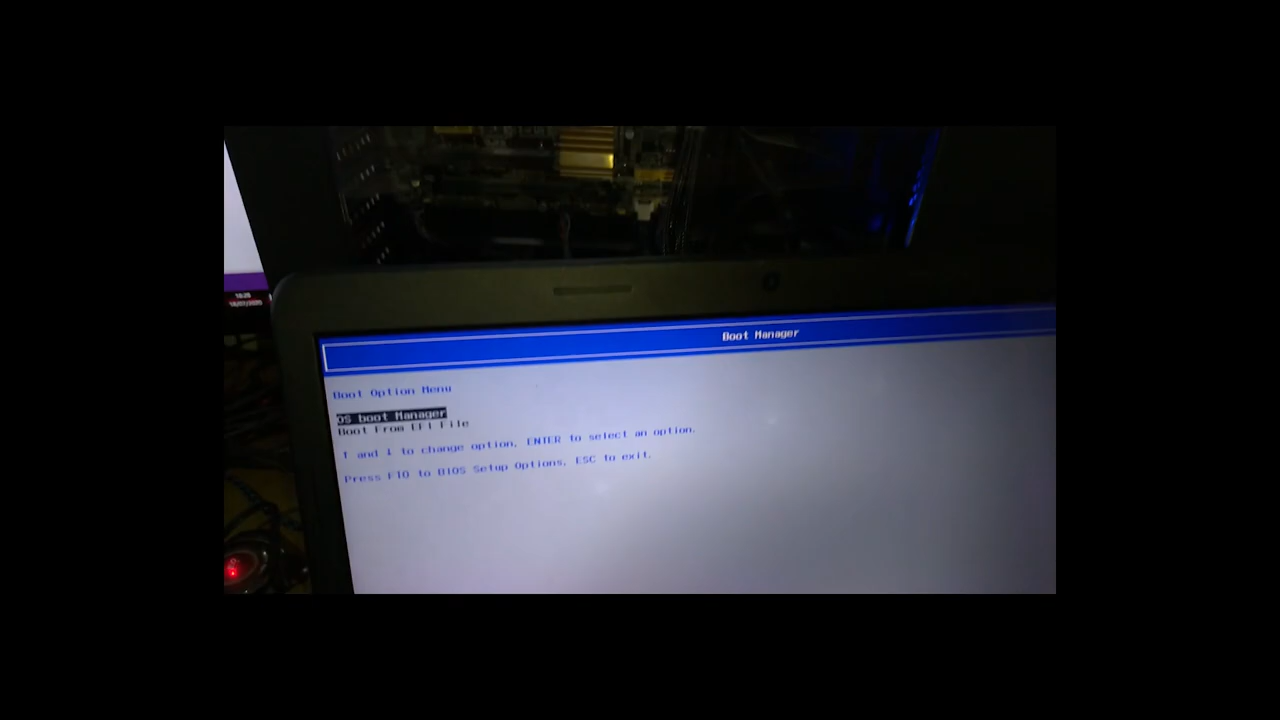 Boot Manager
Boot Option Menu
OS boot Manager
Boot From EFI File
↑ and ↓ to change option, ENTER to select an option.
Press F10 to BIOS Setup Options, ESC to exit.